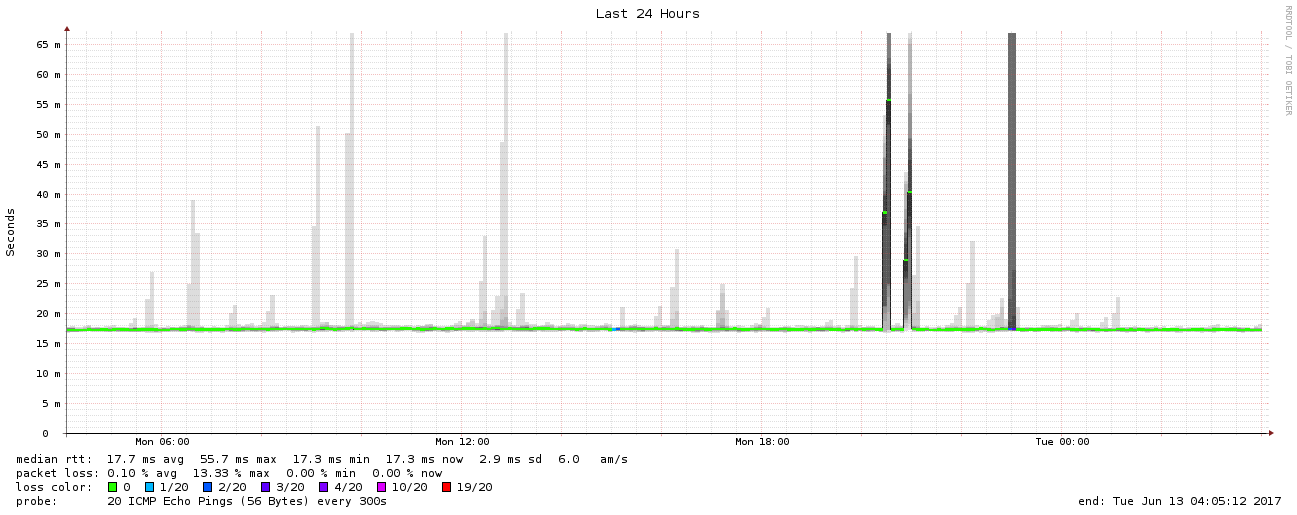 Last 24 Hours
RRDTOOL / TOBI OETIKER
Seconds
65 m
60 m
55 m
50 m
45 m
40 m
35 m
30 m
25 m
20 m
15 m
10 m
5 m
0
Mon 06:00 Mon 12:00 Mon 18:00 Tue 00:00
median rtt: 17.7 ms avg 55.7 ms max 17.3 ms min 17.3 ms now 2.9 ms sd 6.0 am/s
packet loss: 0.10 % avg 13.33 % max 0.00 % min 0.00 % now
loss color: 0 1/20 2/20 3/20 4/20 10/20 19/20
probe: 20 ICMP Echo Pings (56 Bytes) every 300s end: Tue Jun 13 04:05:12 2017